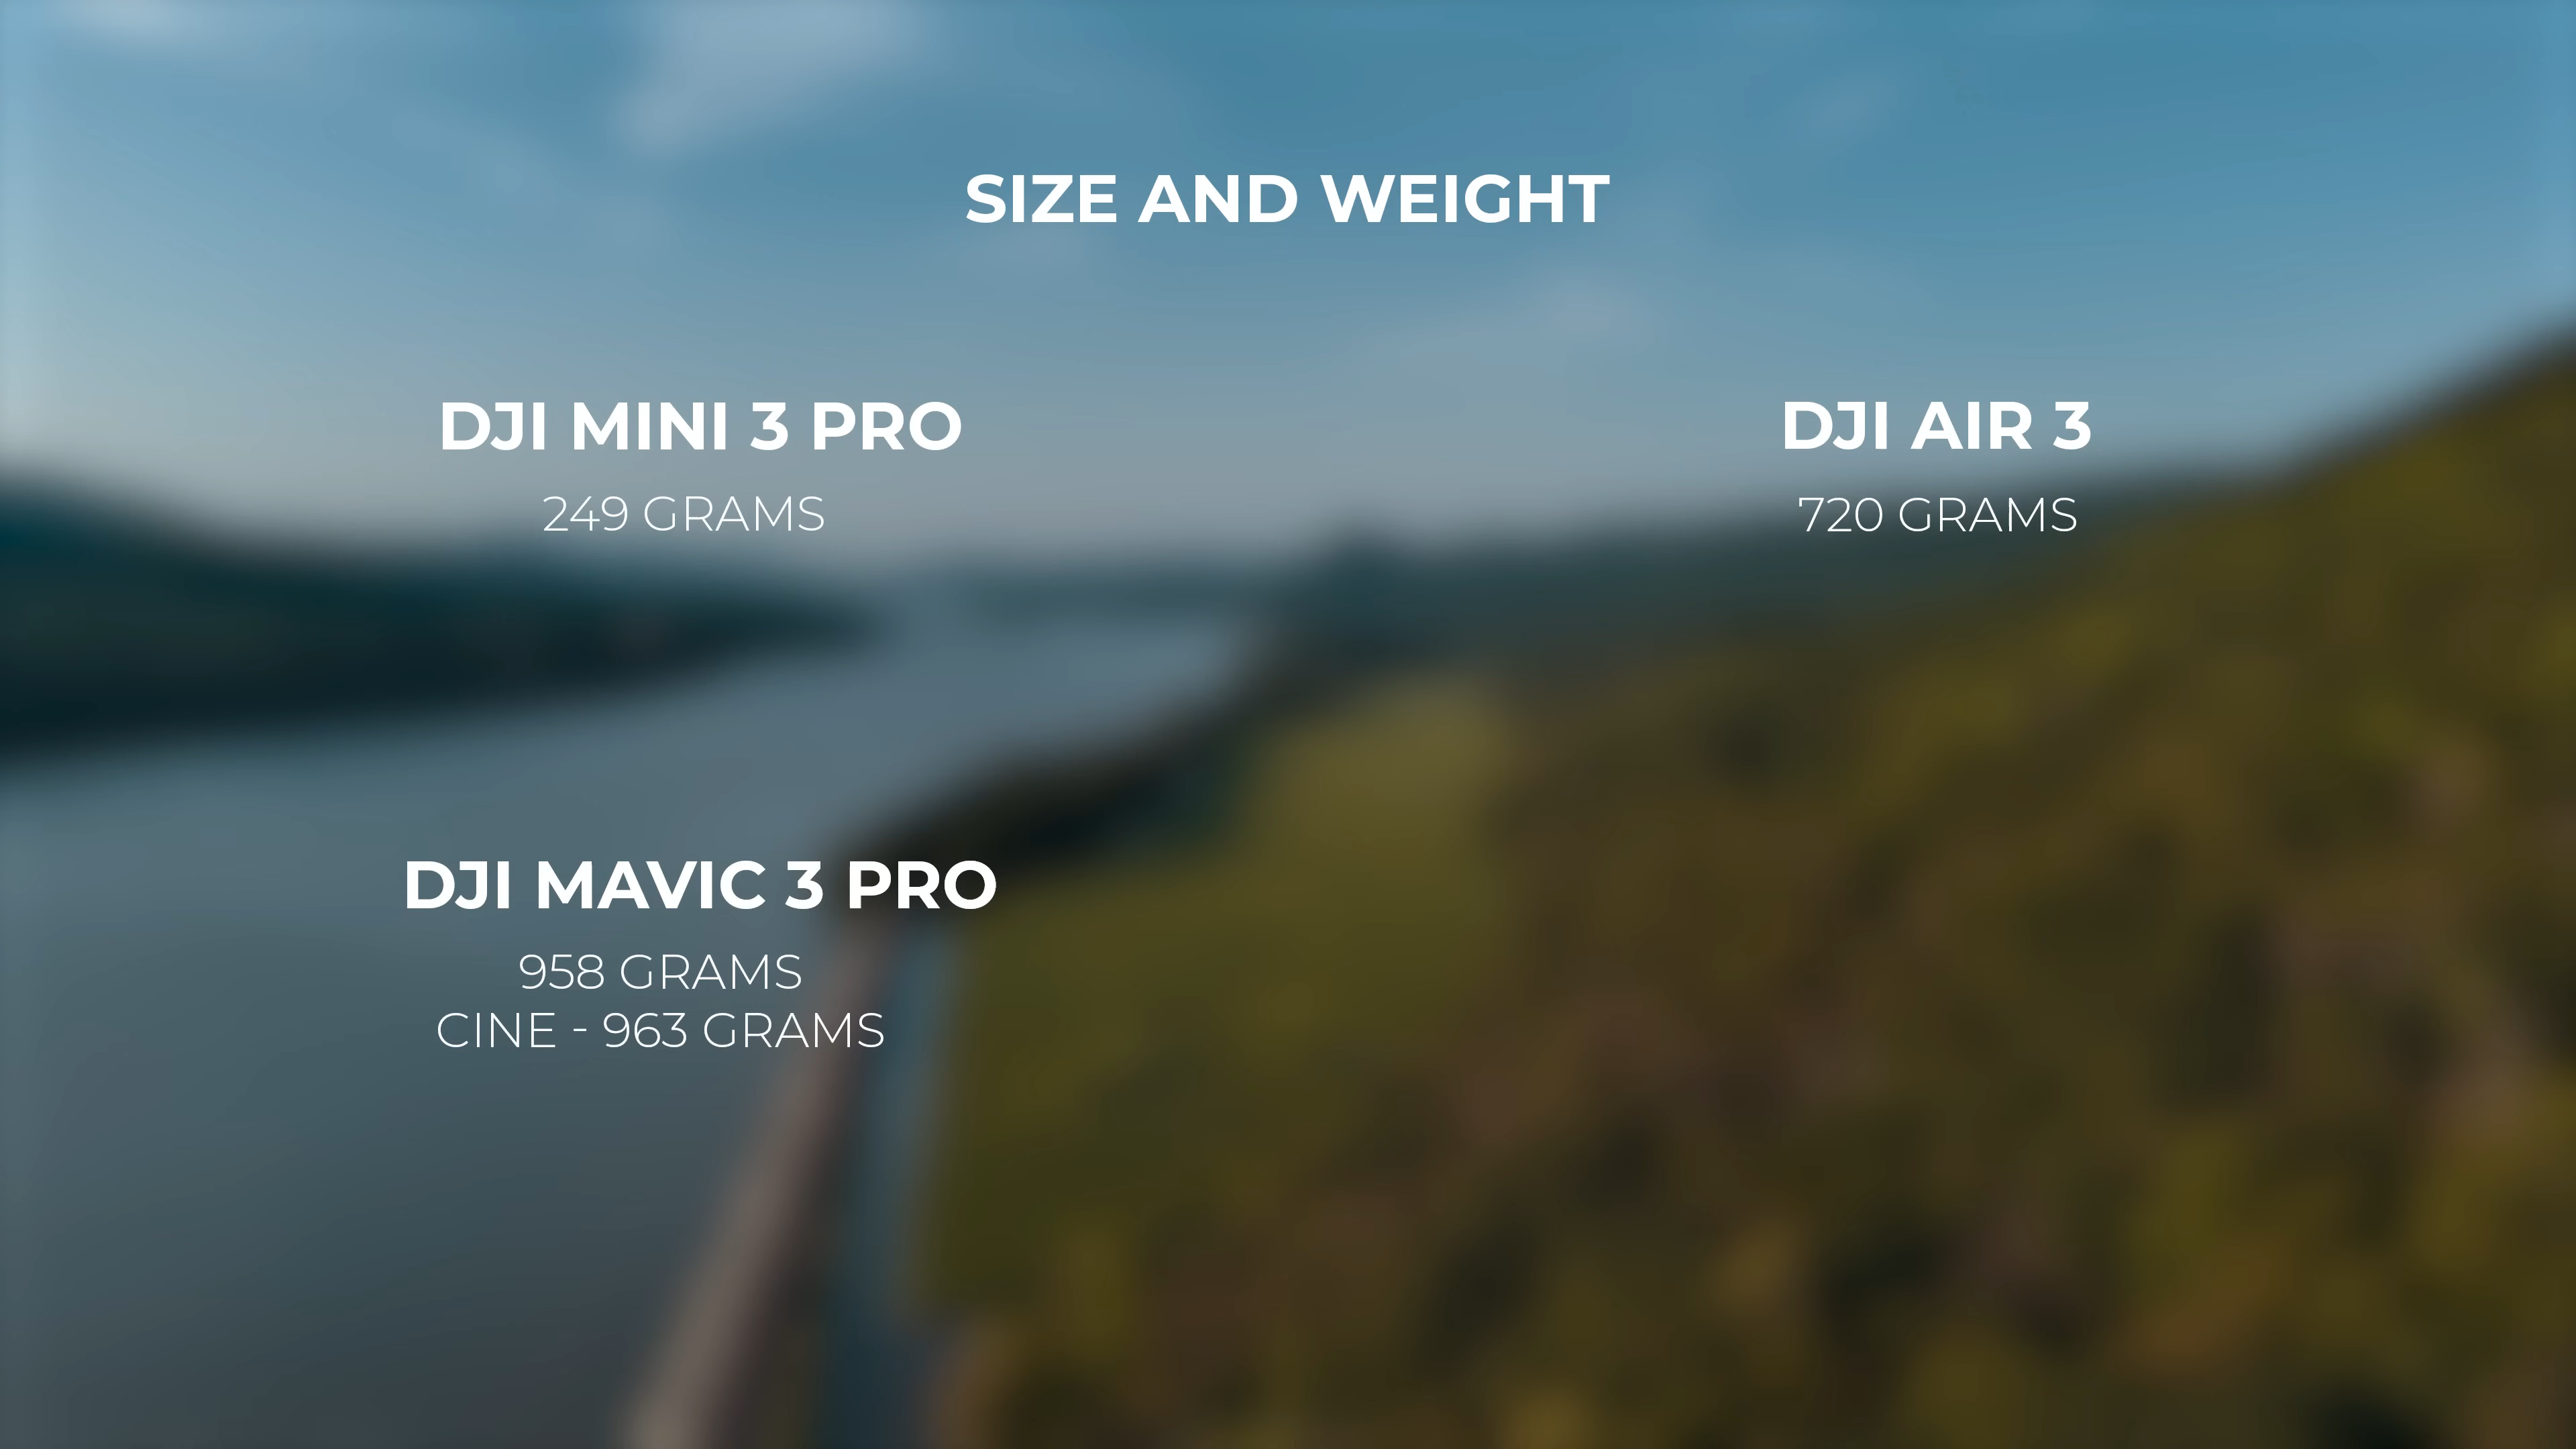 SIZE AND WEIGHT
DJI MINI 3 PRO
249 GRAMS
DJI AIR 3
720 GRAMS
DJI MAVIC 3 PRO
958 GRAMS
CINE - 963 GRAMS